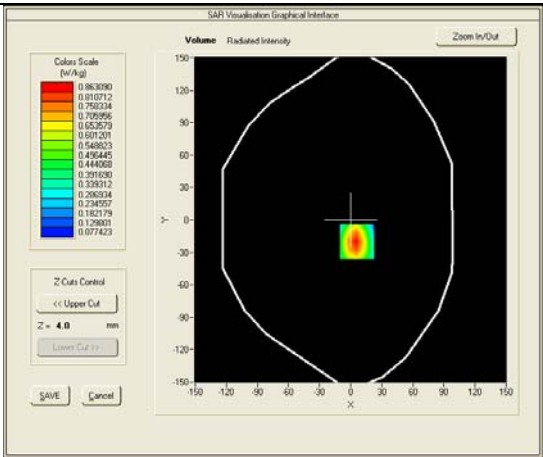 SAR Visualisation Graphical Interface
Volume Radiated Intensity
Zoom In/Out
Colors Scale
(W/kg)
0.863090
0.810712
0.758334
0.705956
0.653579
0.601201
0.548823
0.496445
0.444068
0.391690
0.339312
0.286934
0.234557
0.182179
0.129801
0.077423
Z Cuts Control
<< Upper Cut
Z = 4.0 mm
Lower Cut >>
SAVE Cancel
150-
120-
90-
60-
30-
0-
-30-
-60-
-90-
-120-
-150-
Y
-150 -120 -90 -60 -30 0 30 60 90 120 150
X